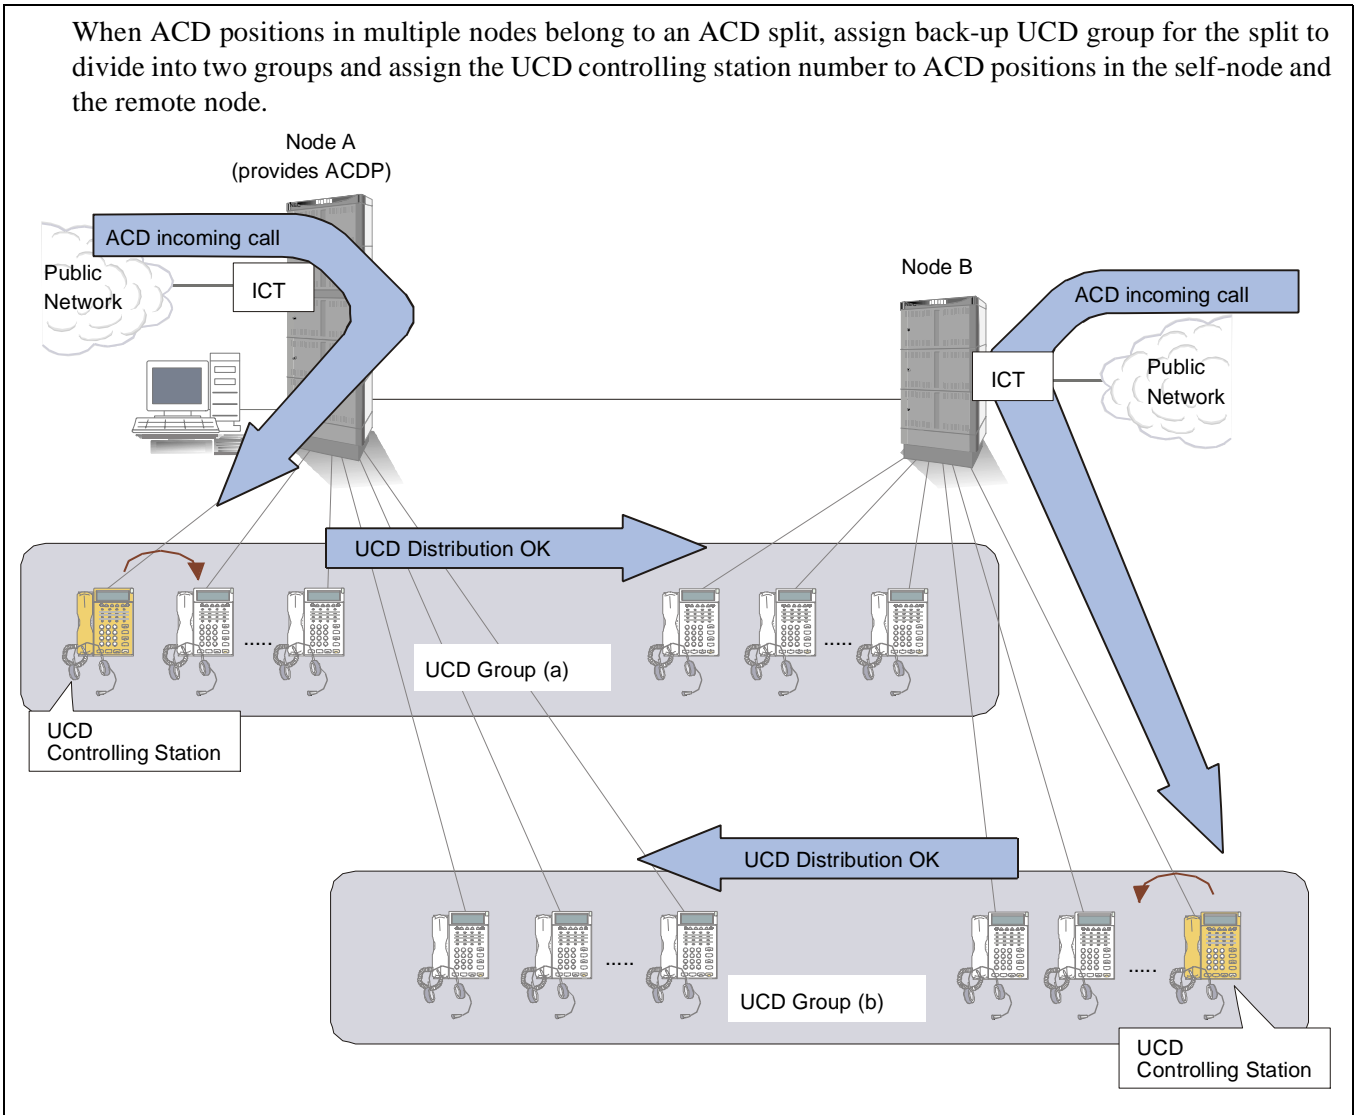 When ACD positions in multiple nodes belong to an ACD split, assign back-up UCD group for the split to
divide into two groups and assign the UCD controlling station number to ACD positions in the self-node and
the remote node.
Node A
(provides ACDP)
ACD incoming call
Public
Network
ICT
Node B
ACD incoming call
ICT
Public
Network
UCD Distribution OK
.....
.....
UCD Group (a)
UCD
Controlling Station
UCD Distribution OK
.....
.....
UCD Group (b)
UCD
Controlling Station